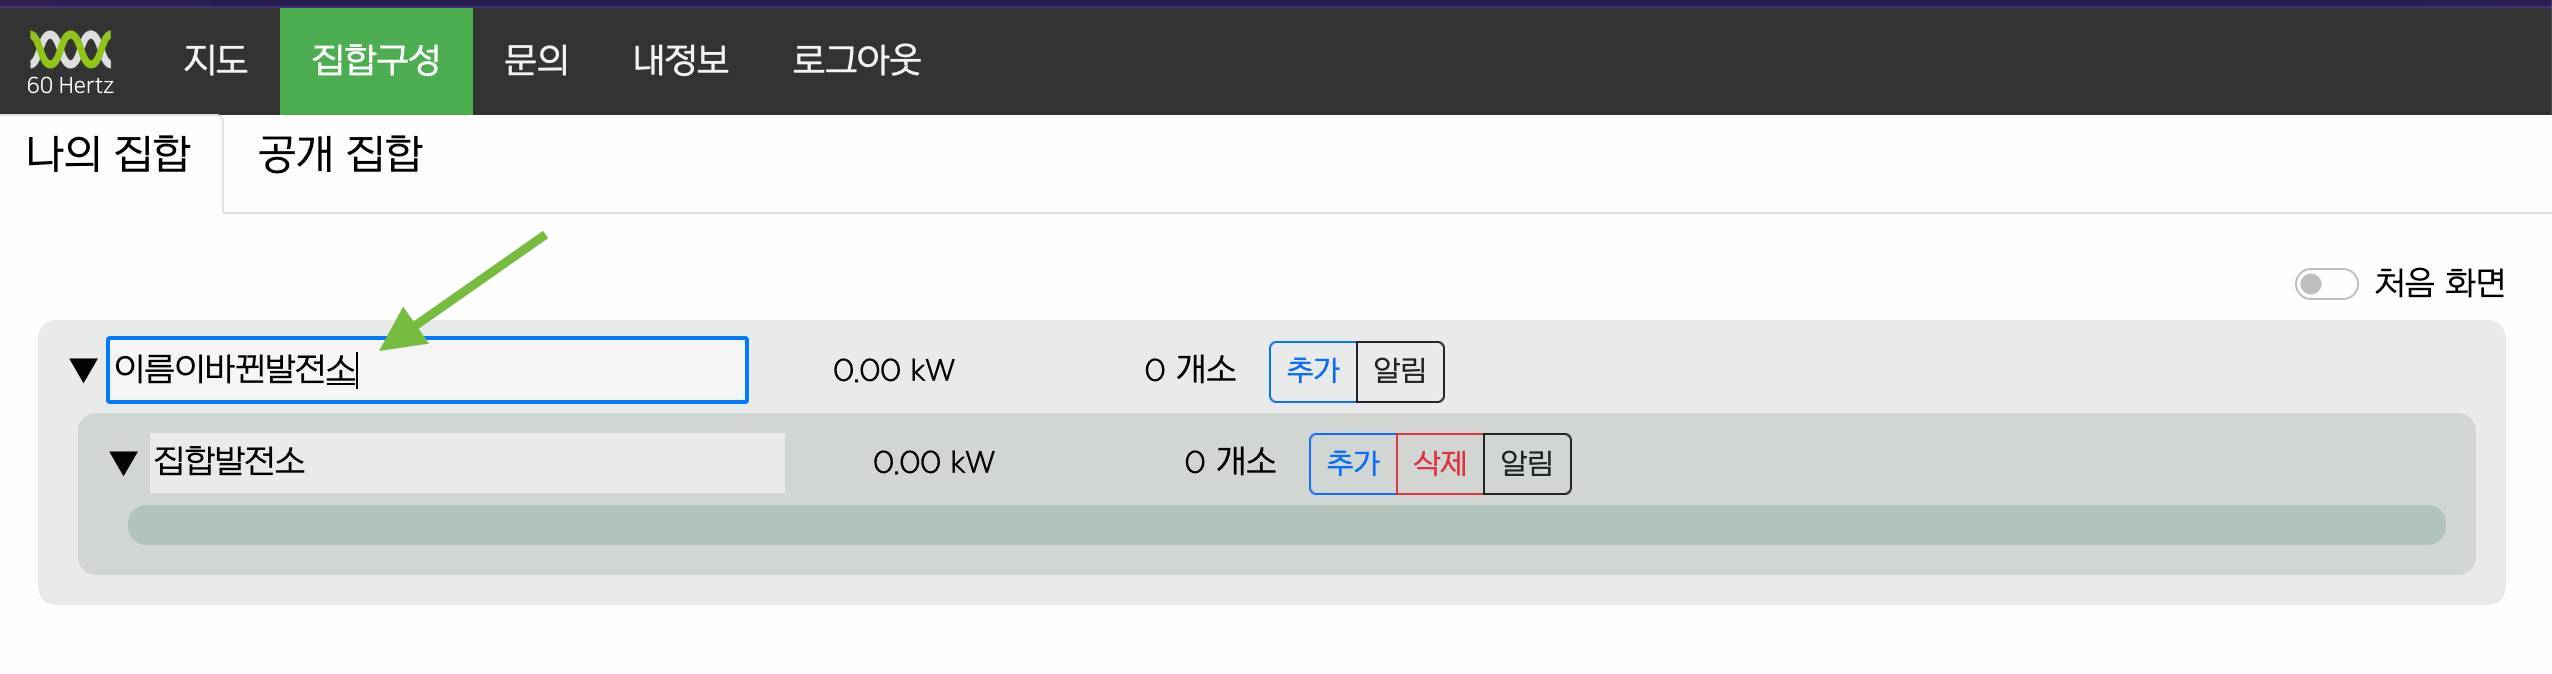 60 Hertz
지도 집합구성 문의 내정보 로그아웃
나의 집합 공개 집합
처음 화면
이름이바뀐발전소 0.00 kW 0 개소 추가 알림
집합발전소 0.00 kW 0 개소 추가 삭제 알림